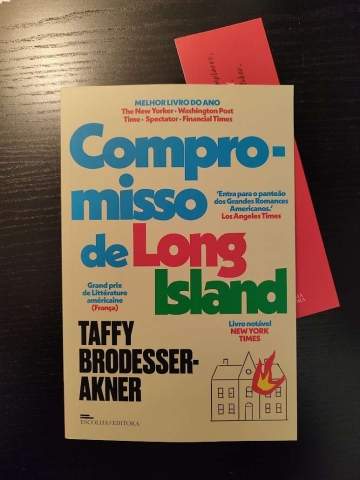 MELHOR LIVRO DO ANO
The New Yorker • Washington Post
Time • Spectator • Financial Times
Compro-
misso
'Entra para o panteão
dos Grandes Romances
Americanos.'
Los Angeles Times
de Long
Island
Grand prix
de Littérature
américaine
(França)
TAFFY
BRODESSER-
AKNER
Livro notável
NEW YORK
TIMES
ESCOLHA EDITORA